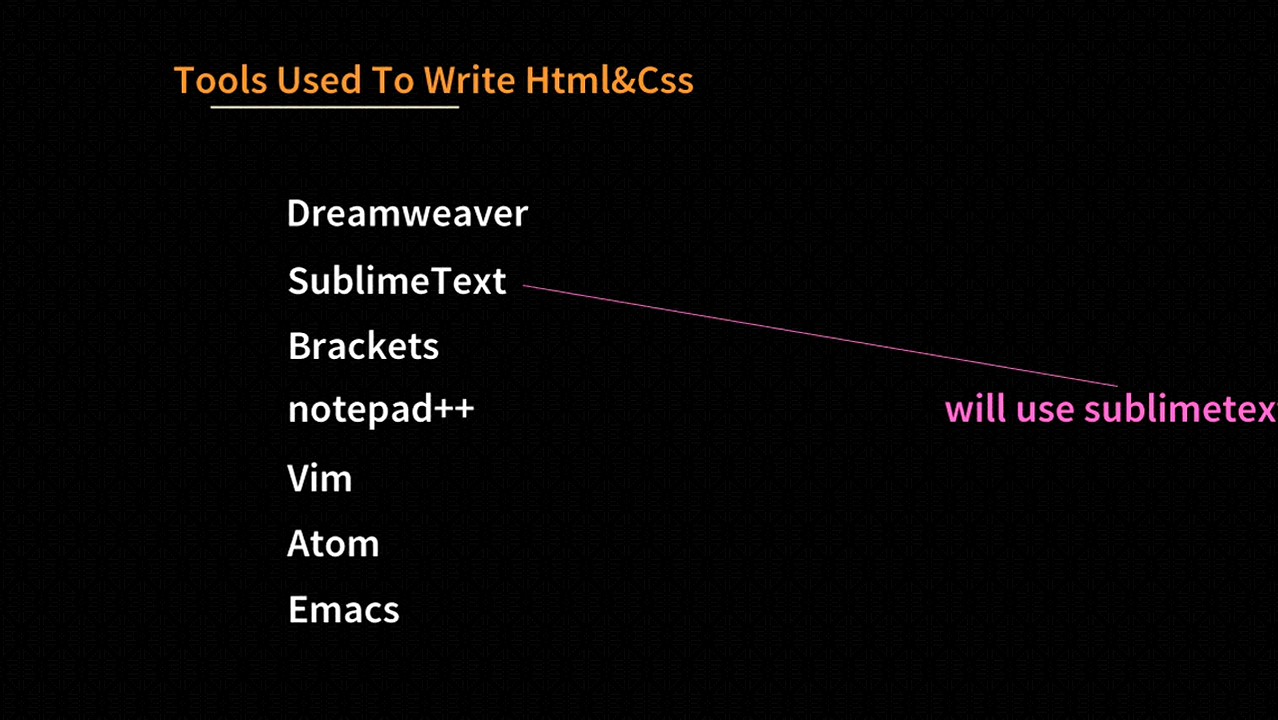 Tools Used To Write Html&Css
Dreamweaver
SublimeText
Brackets
notepad++
will use sublimetex
Vim
Atom
Emacs